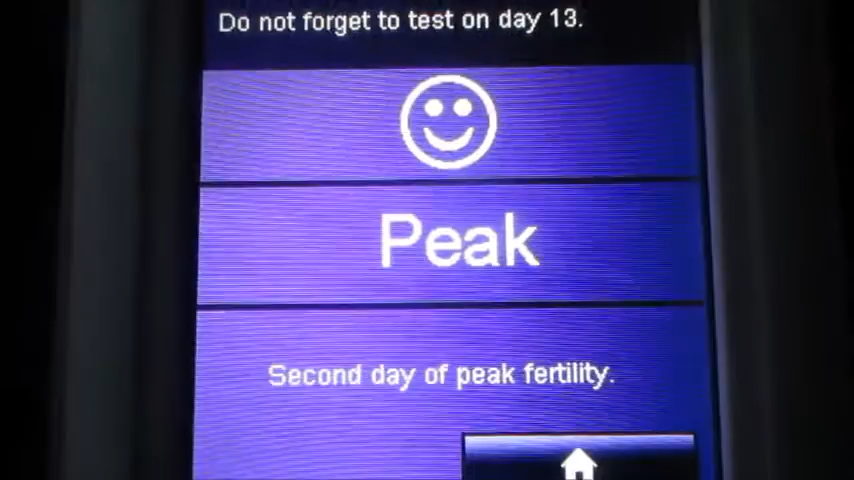 Do not forget to test on day 13.
Peak
Second day of peak fertility.